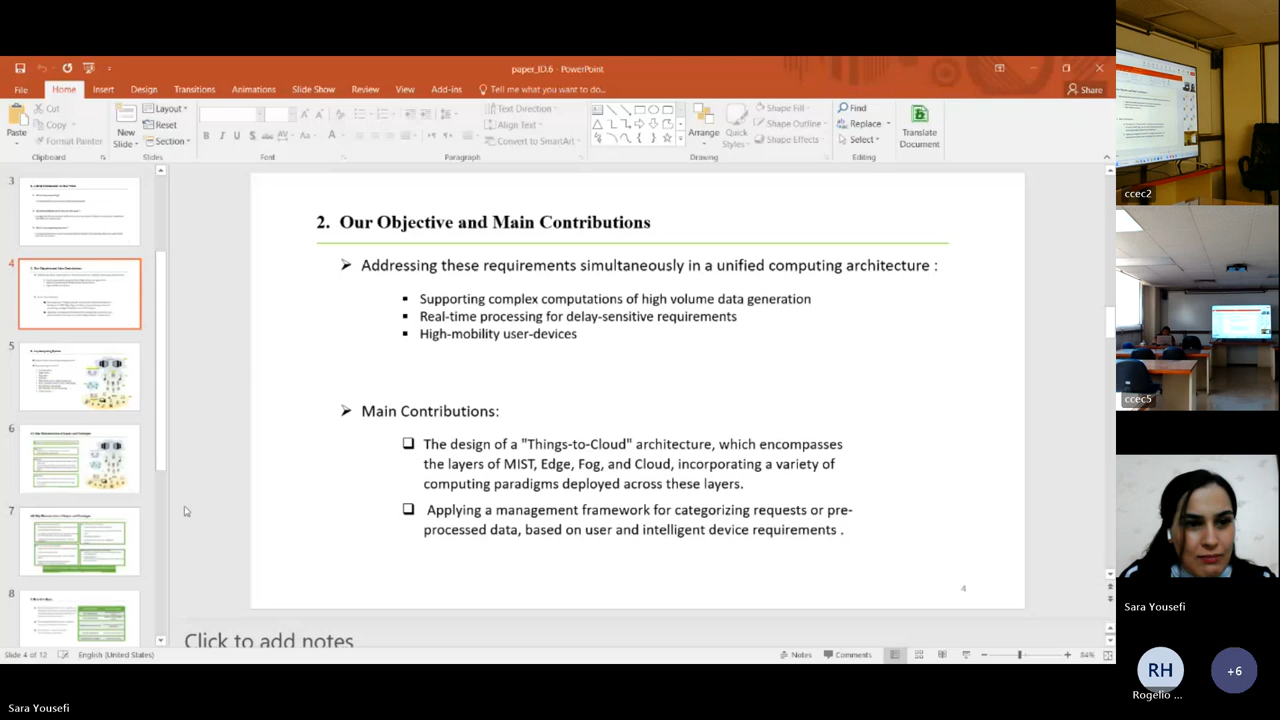 paper_ID.6 - PowerPoint
File Home Insert Design Transitions Animations Slide Show Review View Add-ins Tell me what you want to do... Share
Paste
Cut
Copy
Format Painter
Clipboard
New
Slide
Layout
Reset
Section
Slides
B I U S
Font
Text Direction
Align Text
Convert to SmartArt
Paragraph
Arrange
Quick
Styles
Shape Fill
Shape Outline
Shape Effects
Drawing
Find
Replace
Select
Editing
Translate
Document
3
4
5
6
7
8
2. Our Objective and Main Contributions
➢ Addressing these requirements simultaneously in a unified computing architecture :
▪ Supporting complex computations of high volume data generation
▪ Real-time processing for delay-sensitive requirements
▪ High-mobility user-devices
➢ Main Contributions:
❑ The design of a "Things-to-Cloud" architecture, which encompasses
the layers of MIST, Edge, Fog, and Cloud, incorporating a variety of
computing paradigms deployed across these layers.
❑ Applying a management framework for categorizing requests or pre-
processed data, based on user and intelligent device requirements .
4
Click to add notes
Slide 4 of 12 English (United States) Notes Comments 84%
ccec2
ccec5
Sara Yousefi
RH
Rogelio ...
+6
Sara Yousefi